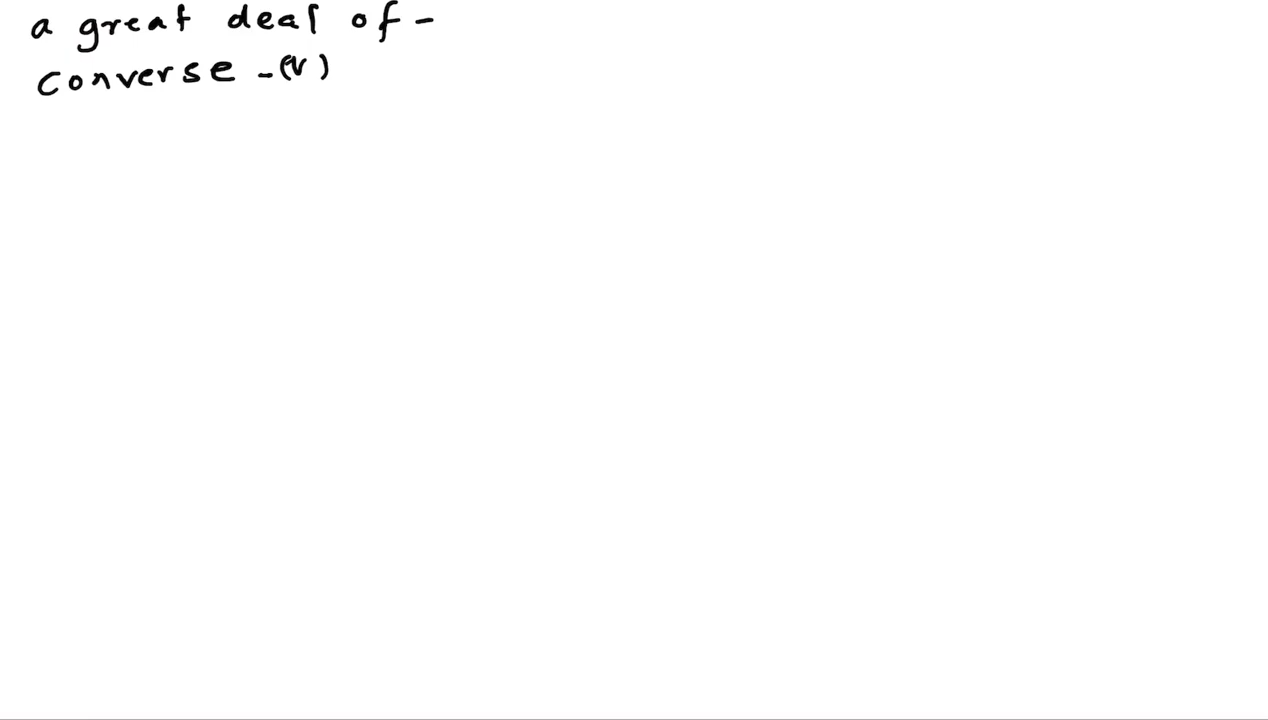 a great deal of -
converse - (v)